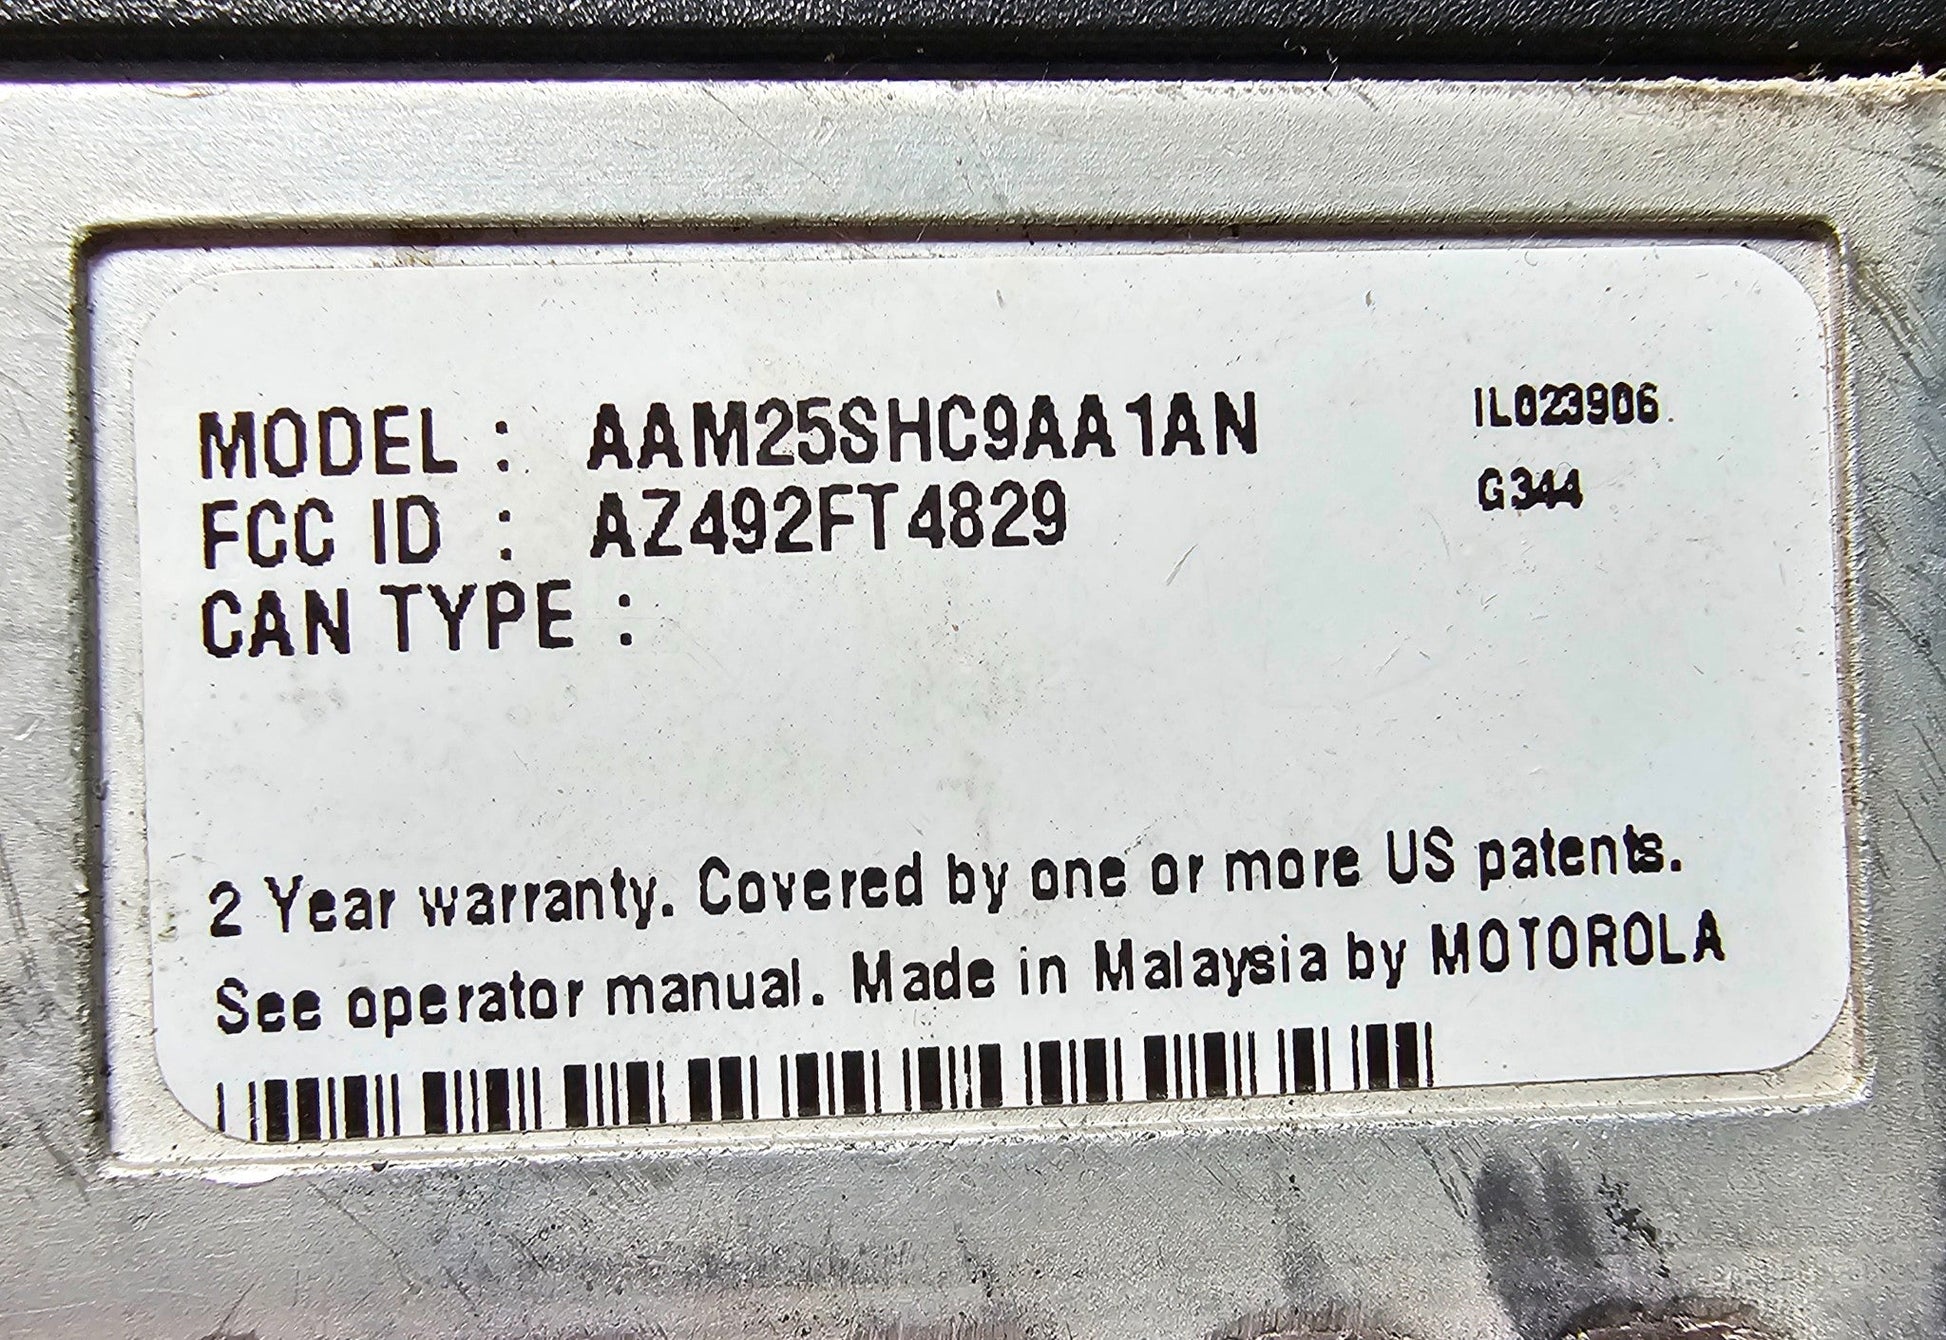 MODEL : AAM25SHC9AA1AN
IL023906
FCC ID : AZ492FT4829
G344
CAN TYPE :
2 Year warranty. Covered by one or more US patents.
See operator manual. Made in Malaysia by MOTOROLA